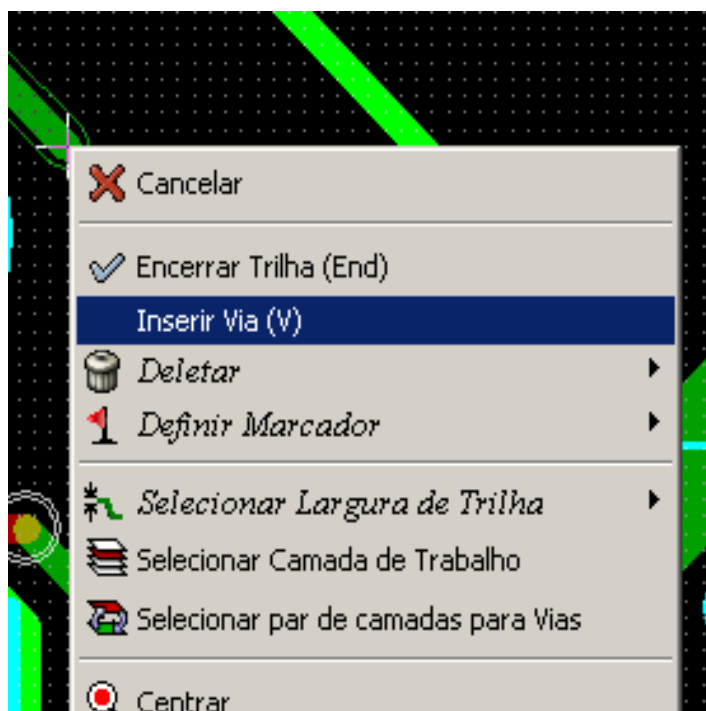 Cancelar
Encerrar Trilha (End)
Inserir Via (V)
Deletar
Definir Marcador
Selecionar Largura de Trilha
Selecionar Camada de Trabalho
Selecionar par de camadas para Vias
Centrar